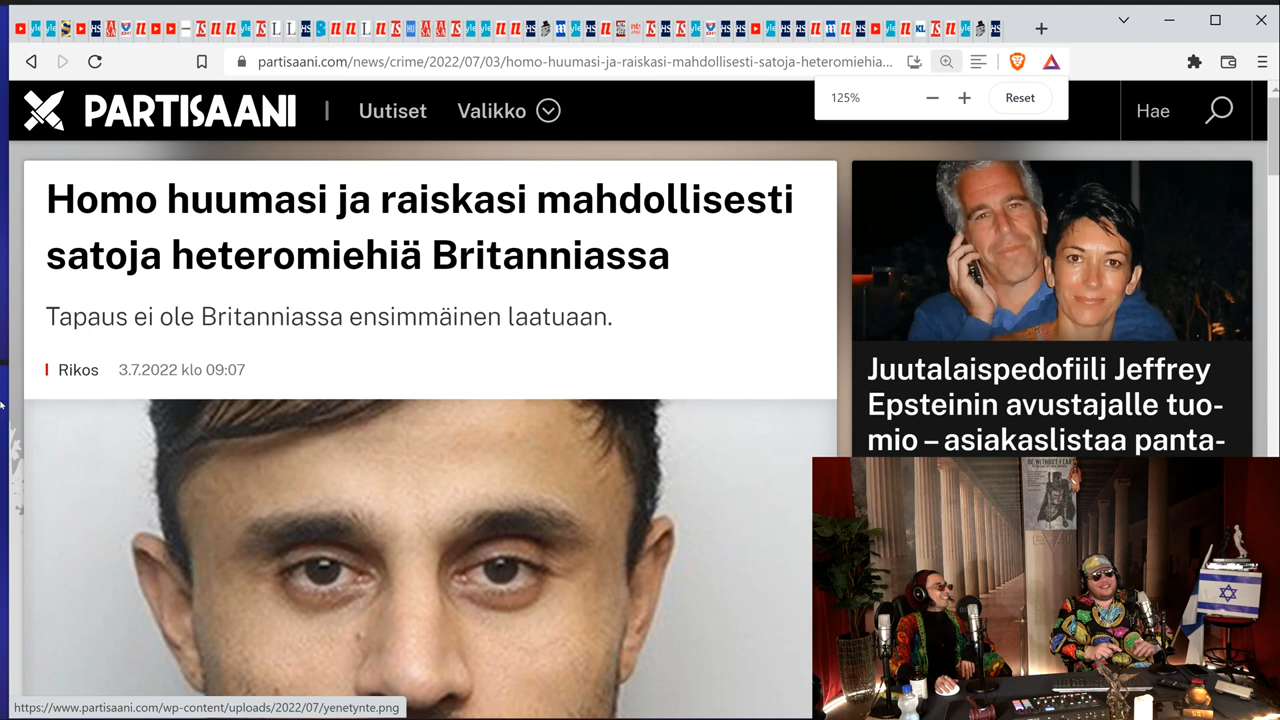 partisaani.com/news/crime/2022/07/03/homo-huumasi-ja-raiskasi-mahdollisesti-satoja-heteromiehia...
125%
Reset
PARTISAANI
Uutiset
Valikko
Hae
Homo huumasi ja raiskasi mahdollisesti
satoja heteromiehiä Britanniassa
Tapaus ei ole Britanniassa ensimmäinen laatuaan.
Rikos 3.7.2022 klo 09:07
Juutalaispedofiili Jeffrey
Epsteinin avustajalle tuo-
mio – asiakaslistaa panta-
BE WITHOUT FEAR
https://www.partisaani.com/wp-content/uploads/2022/07/yenetynte.png